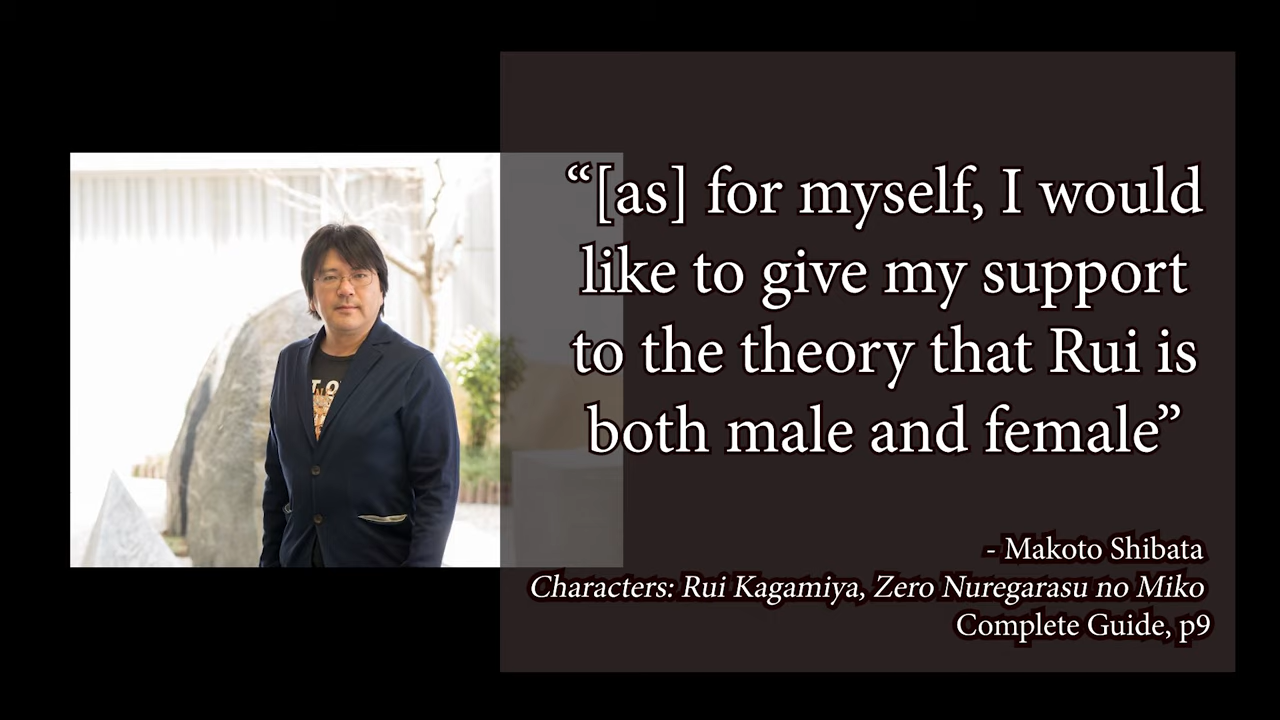 “[as] for myself, I would
like to give my support
to the theory that Rui is
both male and female”
- Makoto Shibata
Characters: Rui Kagamiya, Zero Nuregarasu no Miko
Complete Guide, p9